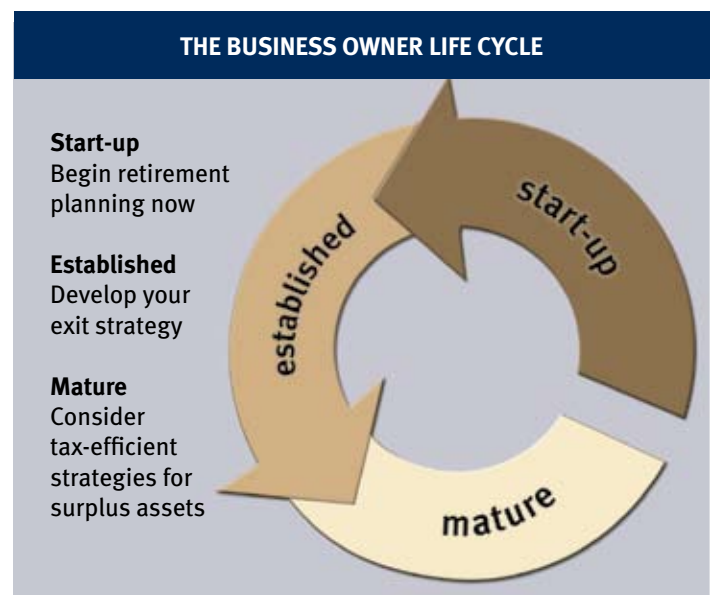 THE BUSINESS OWNER LIFE CYCLE
Start-up
Begin retirement
planning now
Established
Develop your
exit strategy
Mature
Consider
tax-efficient
strategies for
surplus assets
start-up
established
mature